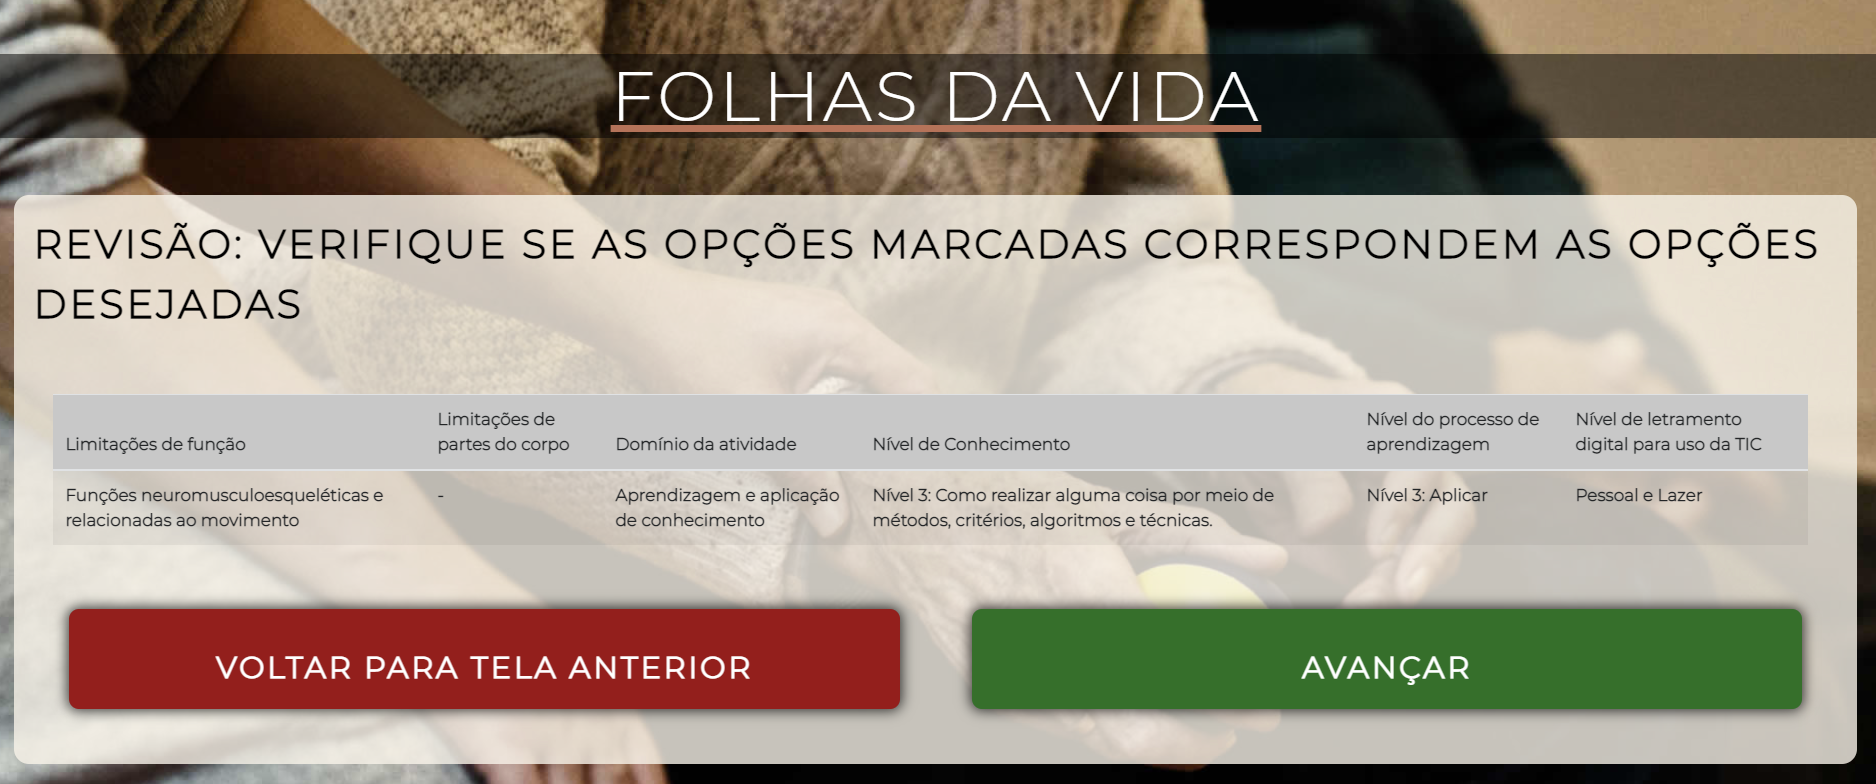 FOLHAS DA VIDA
REVISÃO: VERIFIQUE SE AS OPÇÕES MARCADAS CORRESPONDEM AS OPÇÕES
DESEJADAS
Limitações de função
Limitações de
partes do corpo
Domínio da atividade
Nível de Conhecimento
Nível do processo de
aprendizagem
Nível de letramento
digital para uso da TIC
Funções neuromusculoesqueléticas e
relacionadas ao movimento
-
Aprendizagem e aplicação
de conhecimento
Nível 3: Como realizar alguma coisa por meio de
métodos, critérios, algoritmos e técnicas.
Nível 3: Aplicar
Pessoal e Lazer
VOLTAR PARA TELA ANTERIOR
AVANÇAR